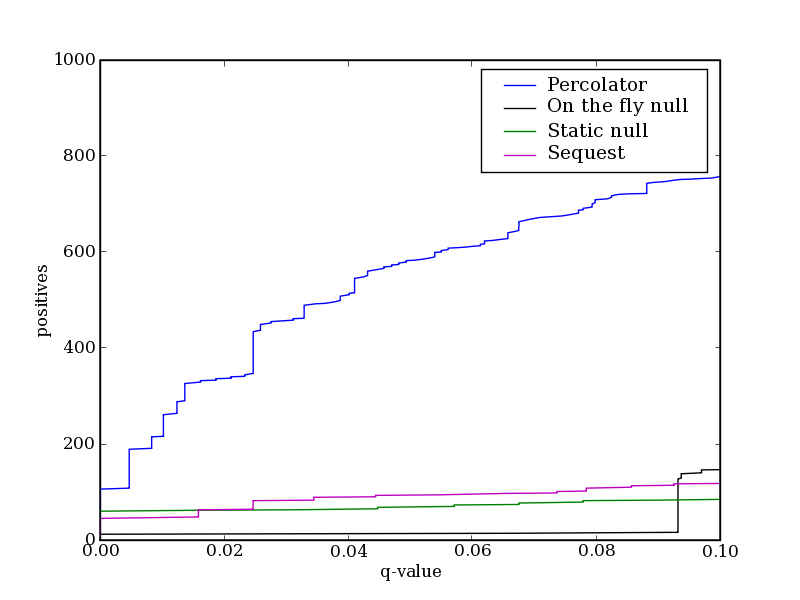 1000
800
600
400
200
0
positives
0.00
0.02
0.04
0.06
0.08
0.10
q-value
Percolator
On the fly null
Static null
Sequest